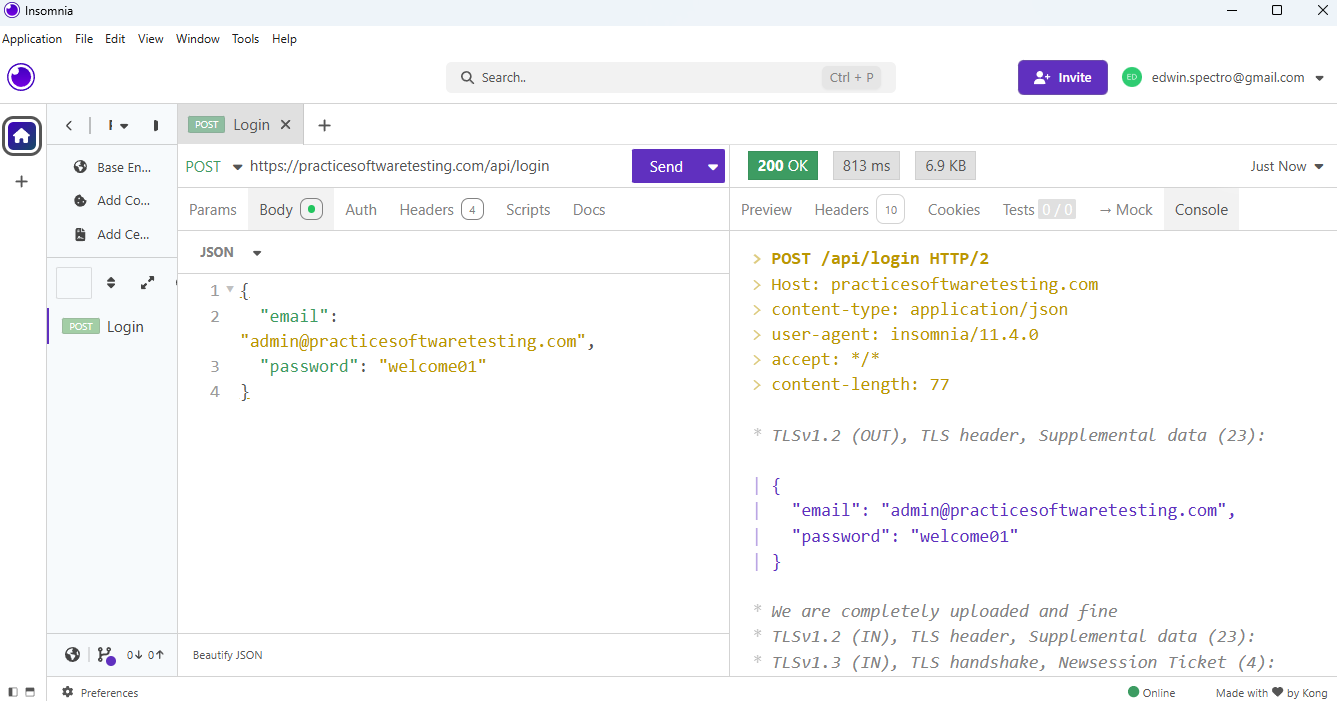 Insomnia
Application File Edit View Window Tools Help
Search.. Ctrl + P
Invite
ED edwin.spectro@gmail.com
POST Login
POST https://practicesoftwaretesting.com/api/login Send
200 OK 813 ms 6.9 KB Just Now
Base En...
Add Co...
Add Ce...
POST Login
Params Body Auth Headers 4 Scripts Docs
JSON
1 {
2 "email":
"admin@practicesoftwaretesting.com",
3 "password": "welcome01"
4 }
Preview Headers 10 Cookies Tests 0 / 0 → Mock Console
> POST /api/login HTTP/2
> Host: practicesoftwaretesting.com
> content-type: application/json
> user-agent: insomnia/11.4.0
> accept: */*
> content-length: 77
* TLSv1.2 (OUT), TLS header, Supplemental data (23):
| {
|   "email": "admin@practicesoftwaretesting.com",
|   "password": "welcome01"
| }
* We are completely uploaded and fine
* TLSv1.2 (IN), TLS header, Supplemental data (23):
* TLSv1.3 (IN), TLS handshake, Newsession Ticket (4):
0↓ 0↑
Beautify JSON
Preferences
Online
Made with ♥ by Kong